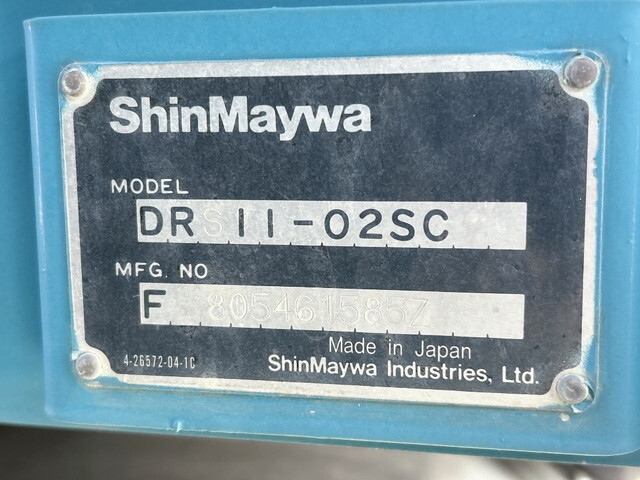 ShinMaywa
MODEL
DRS11-02SC
MFG. NO
F 8054615857
Made in Japan
4-26572-04-1C
ShinMaywa Industries, Ltd.